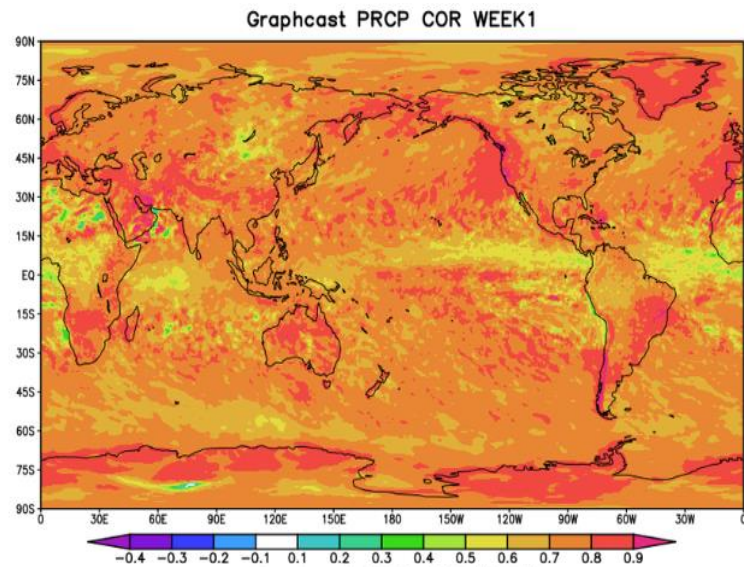 Graphcast PRCP COR WEEK1
90N
75N
60N
45N
30N
15N
EQ
15S
30S
45S
60S
75S
90S
0 30E 60E 90E 120E 150E 180 150W 120W 90W 60W 30W 0
-0.4 -0.3 -0.2 -0.1 0.1 0.2 0.3 0.4 0.5 0.6 0.7 0.8 0.9